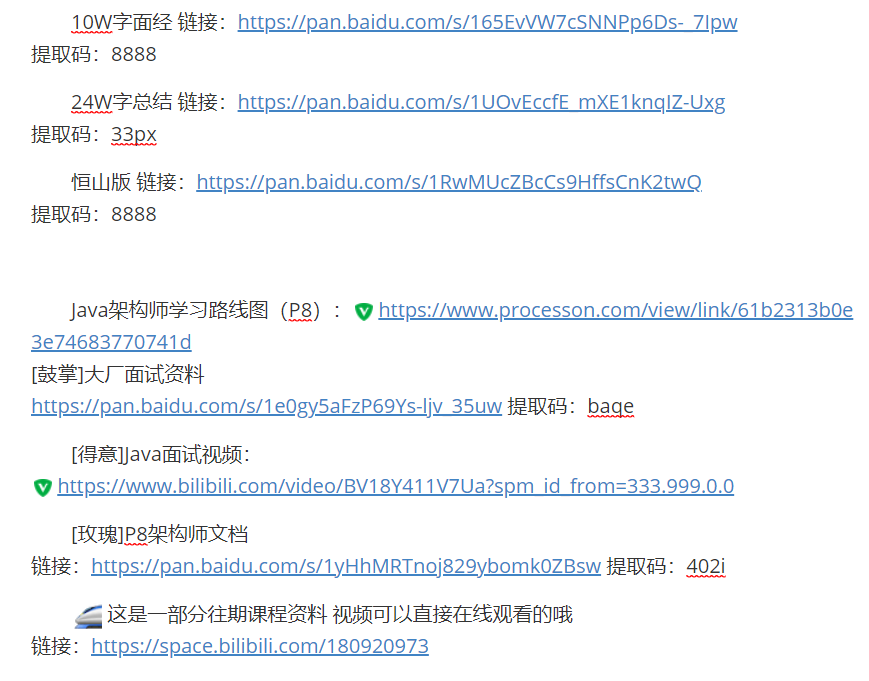 10W字面经 链接：https://pan.baidu.com/s/165EvVW7cSNNPp6Ds-_7Ipw
提取码：8888
24W字总结 链接：https://pan.baidu.com/s/1UOvEccfE_mXE1knqIZ-Uxg
提取码：33px
恒山版 链接：https://pan.baidu.com/s/1RwMUcZBcCs9HffsCnK2twQ
提取码：8888
Java架构师学习路线图（P8）：https://www.processon.com/view/link/61b2313b0e
3e74683770741d
[鼓掌]大厂面试资料
https://pan.baidu.com/s/1e0gy5aFzP69Ys-ljv_35uw 提取码：baqe
[得意]Java面试视频：
https://www.bilibili.com/video/BV18Y411V7Ua?spm_id_from=333.999.0.0
[玫瑰]P8架构师文档
链接：https://pan.baidu.com/s/1yHhMRTnoj829ybomk0ZBsw 提取码：402i
这是一部分往期课程资料 视频可以直接在线观看的哦
链接：https://space.bilibili.com/180920973